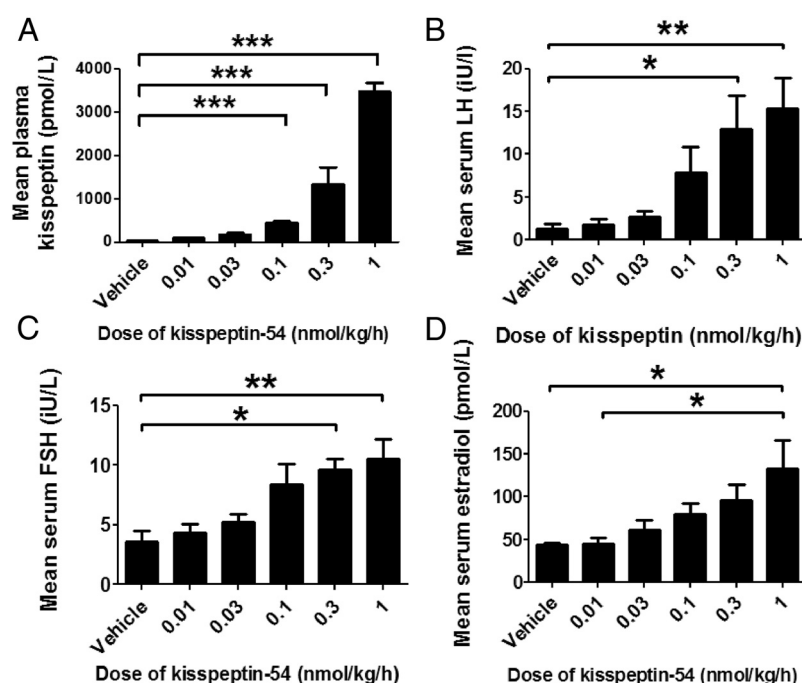 A
Mean plasma
kisspeptin (pmol/L)
4000
3000
2000
1000
0
***
***
***
Vehicle
0.01
0.03
0.1
0.3
1
Dose of kisspeptin-54 (nmol/kg/h)
B
Mean serum LH (iU/l)
20
15
10
5
0
**
*
Vehicle
0.01
0.03
0.1
0.3
1
Dose of kisspeptin (nmol/kg/h)
C
Mean serum FSH (iU/L)
15
10
5
0
**
*
Vehicle
0.01
0.03
0.1
0.3
1
Dose of kisspeptin-54 (nmol/kg/h)
D
Mean serum estradiol (pmol/L)
200
150
100
50
0
*
*
Vehicle
0.01
0.03
0.1
0.3
1
Dose of kisspeptin-54 (nmol/kg/h)